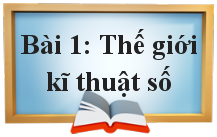 Bài 1: Thế giới
kĩ thuật số